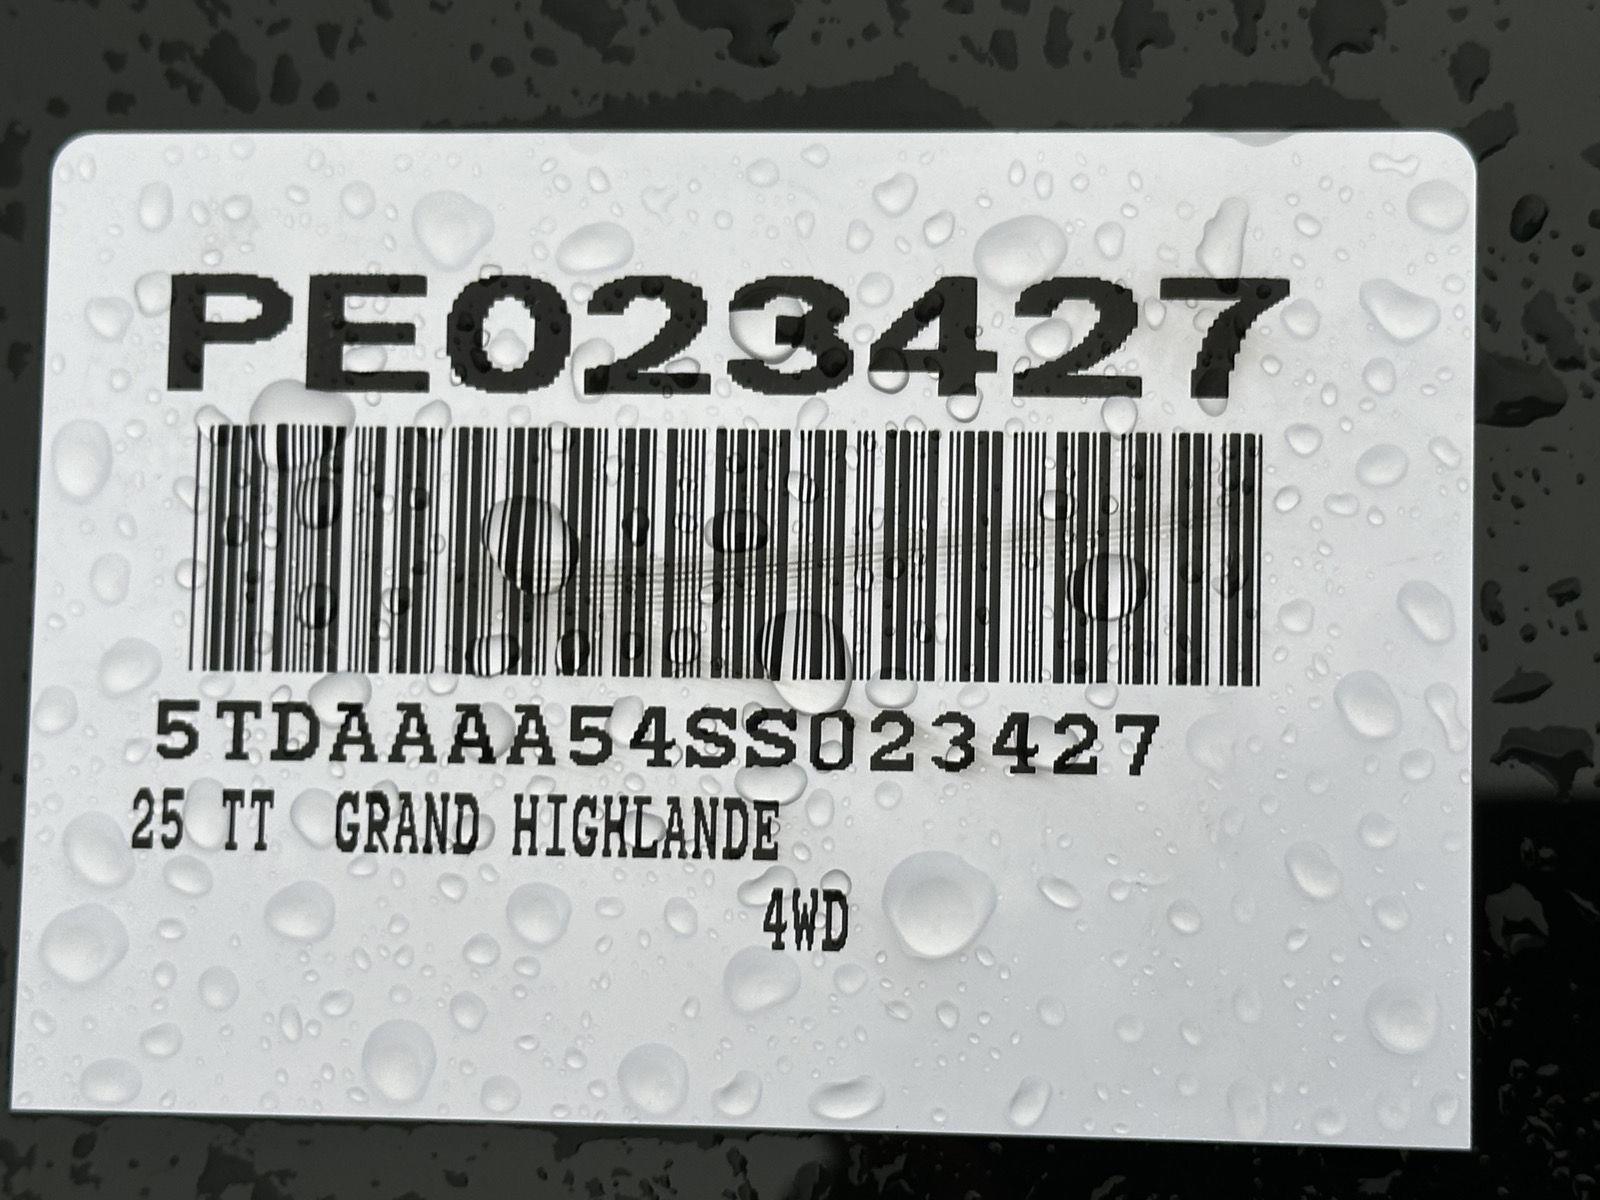 PE023427
5TDAAAA54SS023427
25 TT GRAND HIGHLANDE
4WD